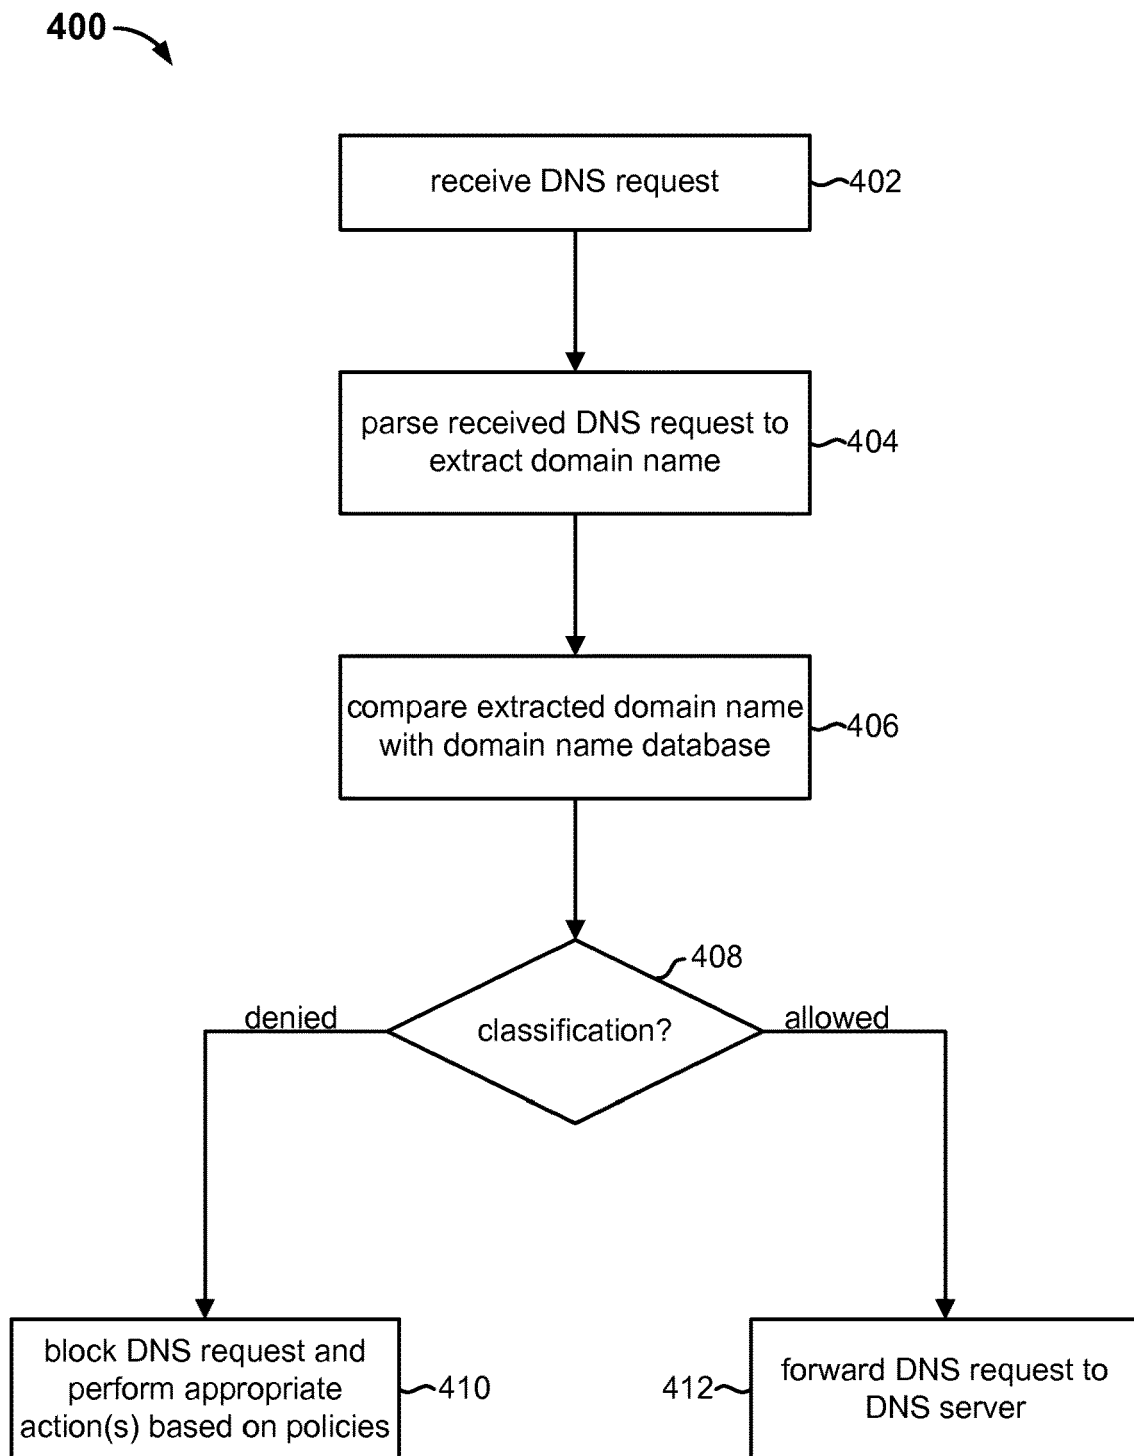 400
receive DNS request
402
parse received DNS request to
extract domain name
404
compare extracted domain name
with domain name database
406
408
denied
classification?
allowed
block DNS request and
perform appropriate
action(s) based on policies
410
412
forward DNS request to
DNS server